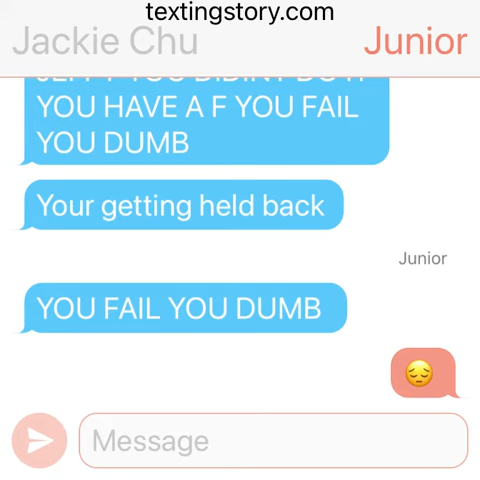 textingstory.com
Jackie Chu
Junior
YOU HAVE A F YOU FAIL
YOU DUMB
Your getting held back
Junior
YOU FAIL YOU DUMB
Message